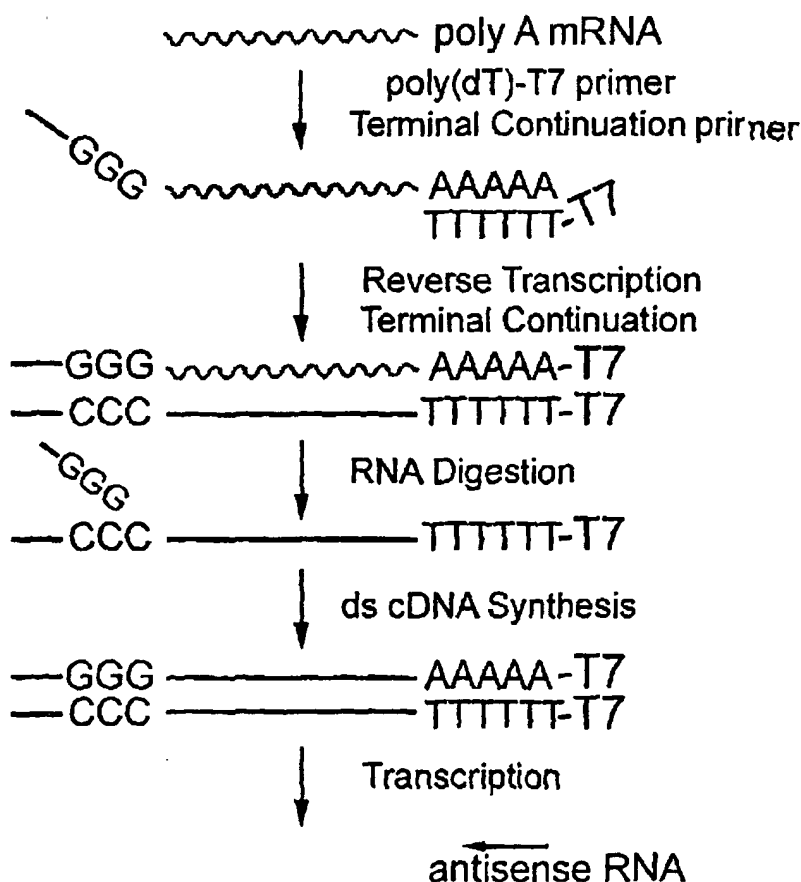 poly A mRNA
poly(dT)-T7 primer
Terminal Continuation primer
GGG AAAAA
TTTTTT-T7
Reverse Transcription
Terminal Continuation
GGG AAAAA-T7
CCC TTTTTT-T7
GGG
RNA Digestion
CCC TTTTTT-T7
ds cDNA Synthesis
GGG AAAAA-T7
CCC TTTTTT-T7
Transcription
antisense RNA